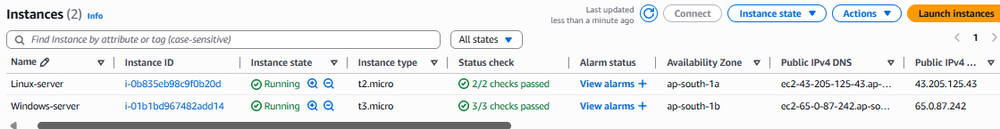 Instances (2) Info
Last updated
less than a minute ago
Connect
Instance state
Actions
Launch instances
Find Instance by attribute or tag (case-sensitive)
All states
1
Name Instance ID Instance state Instance type Status check Alarm status Availability Zone Public IPv4 DNS Public IPv4 ...
Linux-server i-0b835eb98c9f0b20d Running t2.micro 2/2 checks passed View alarms + ap-south-1a ec2-43-205-125-43.ap-... 43.205.125.43
Windows-server i-01b1bd967482add14 Running t3.micro 3/3 checks passed View alarms + ap-south-1b ec2-65-0-87-242.ap-so... 65.0.87.242